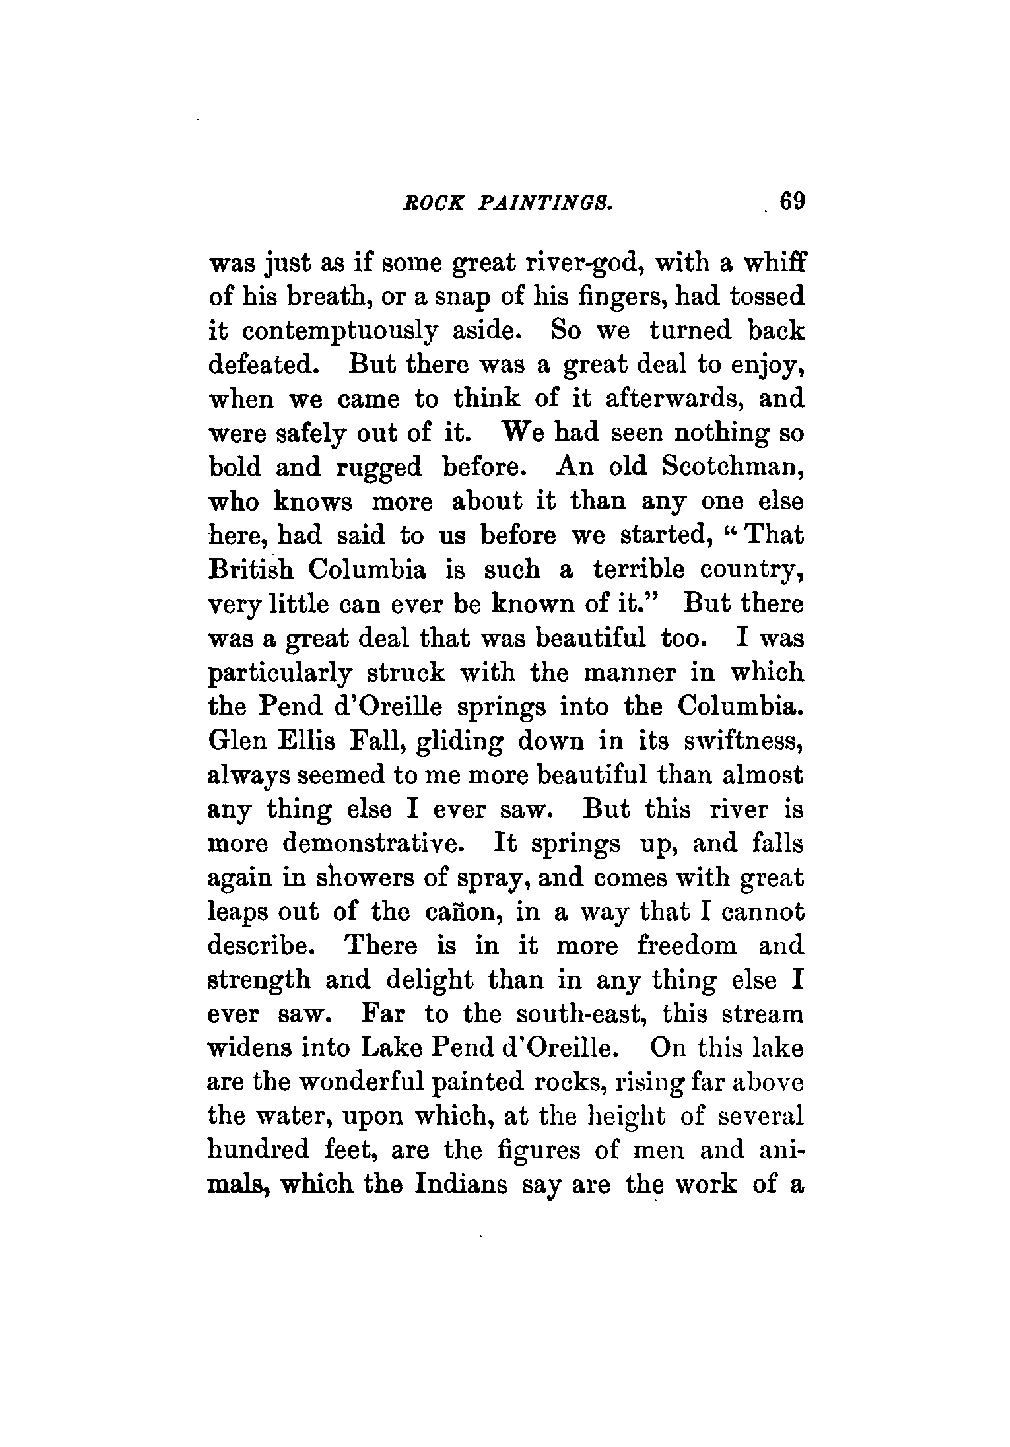 ROCK PAINTINGS. 69
was just as if some great river-god, with a whiff
of his breath, or a snap of his fingers, had tossed
it contemptuously aside. So we turned back
defeated. But there was a great deal to enjoy,
when we came to think of it afterwards, and
were safely out of it. We had seen nothing so
bold and rugged before. An old Scotchman,
who knows more about it than any one else
here, had said to us before we started, “That
British Columbia is such a terrible country,
very little can ever be known of it.” But there
was a great deal that was beautiful too. I was
particularly struck with the manner in which
the Pend d'Oreille springs into the Columbia.
Glen Ellis Fall, gliding down in its swiftness,
always seemed to me more beautiful than almost
any thing else I ever saw. But this river is
more demonstrative. It springs up, and falls
again in showers of spray, and comes with great
leaps out of the cañon, in a way that I cannot
describe. There is in it more freedom and
strength and delight than in any thing else I
ever saw. Far to the south-east, this stream
widens into Lake Pend d'Oreille. On this lake
are the wonderful painted rocks, rising far above
the water, upon which, at the height of several
hundred feet, are the figures of men and ani-
mals, which the Indians say are the work of a